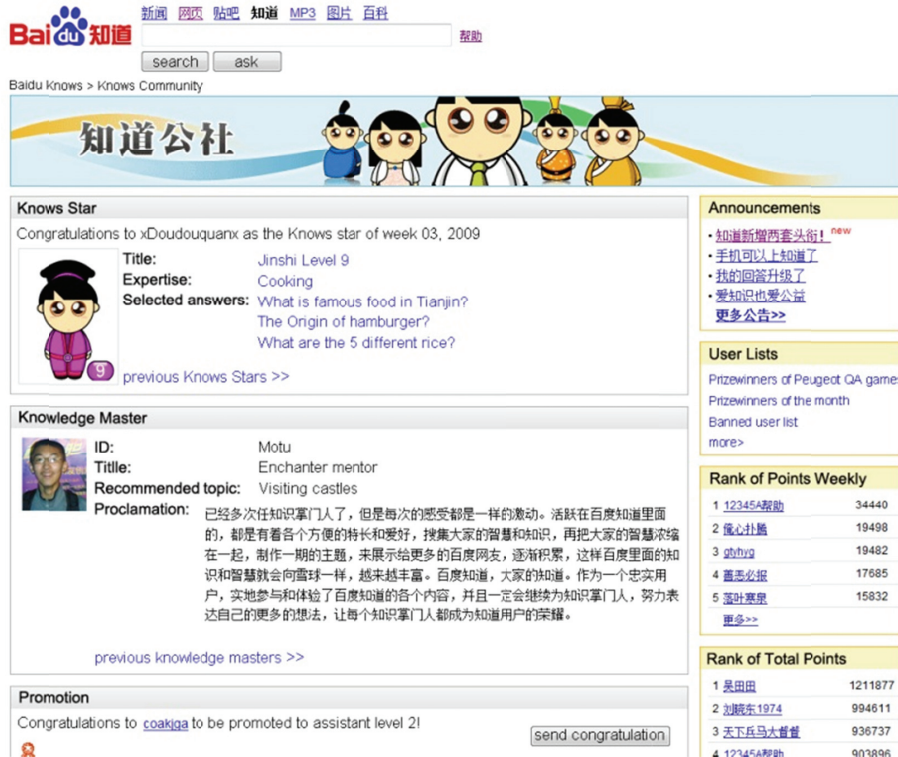 新闻 网页 贴吧 知道 MP3 图片 百科
Baidu 知道
帮助
search ask
Baidu Knows > Knows Community
知道公社
Knows Star
Congratulations to xDoudouquanx as the Knows star of week 03, 2009
Title: Jinshi Level 9
Expertise: Cooking
Selected answers: What is famous food in Tianjin?
The Origin of hamburger?
What are the 5 different rice?
9
previous Knows Stars >>
Knowledge Master
ID: Motu
Titlle: Enchanter mentor
Recommended topic: Visiting castles
Proclamation: 已经多次任知识掌门人了，但是每次的感受都是一样的激动。活跃在百度知道里面
的，都是有着各个方便的特长和爱好，搜集大家的智慧和知识，再把大家的智慧浓缩
在一起，制作一期的主题，来展示给更多的百度网友，逐渐积累，这样百度里面的知
识和智慧就会向雪球一样，越来越丰富。百度知道，大家的知道。作为一个忠实用
户，实地参与和体验了百度知道的各个内容，并且一定会继续为知识掌门人，努力表
达自己的更多的想法，让每个知识掌门人都成为知道用户的荣耀。
previous knowledge masters >>
Promotion
Congratulations to coakjga to be promoted to assistant level 2!
send congratulation
Announcements
知道新增两套头衔！ new
手机可以上知道了
我的回答升级了
爱知识也爱公益
更多公告>>
User Lists
Prizewinners of Peugeot QA games
Prizewinners of the month
Banned user list
more>
Rank of Points Weekly
1 12345A帮助 34440
2 俺心扑腾 19498
3 gtyhyg 19482
4 善恶必报 17685
5 落叶寒泉 15832
更多>>
Rank of Total Points
1 吴田田 1211877
2 刘晓东1974 994611
3 天下兵马大督督 936737
4 12345A帮助 903896